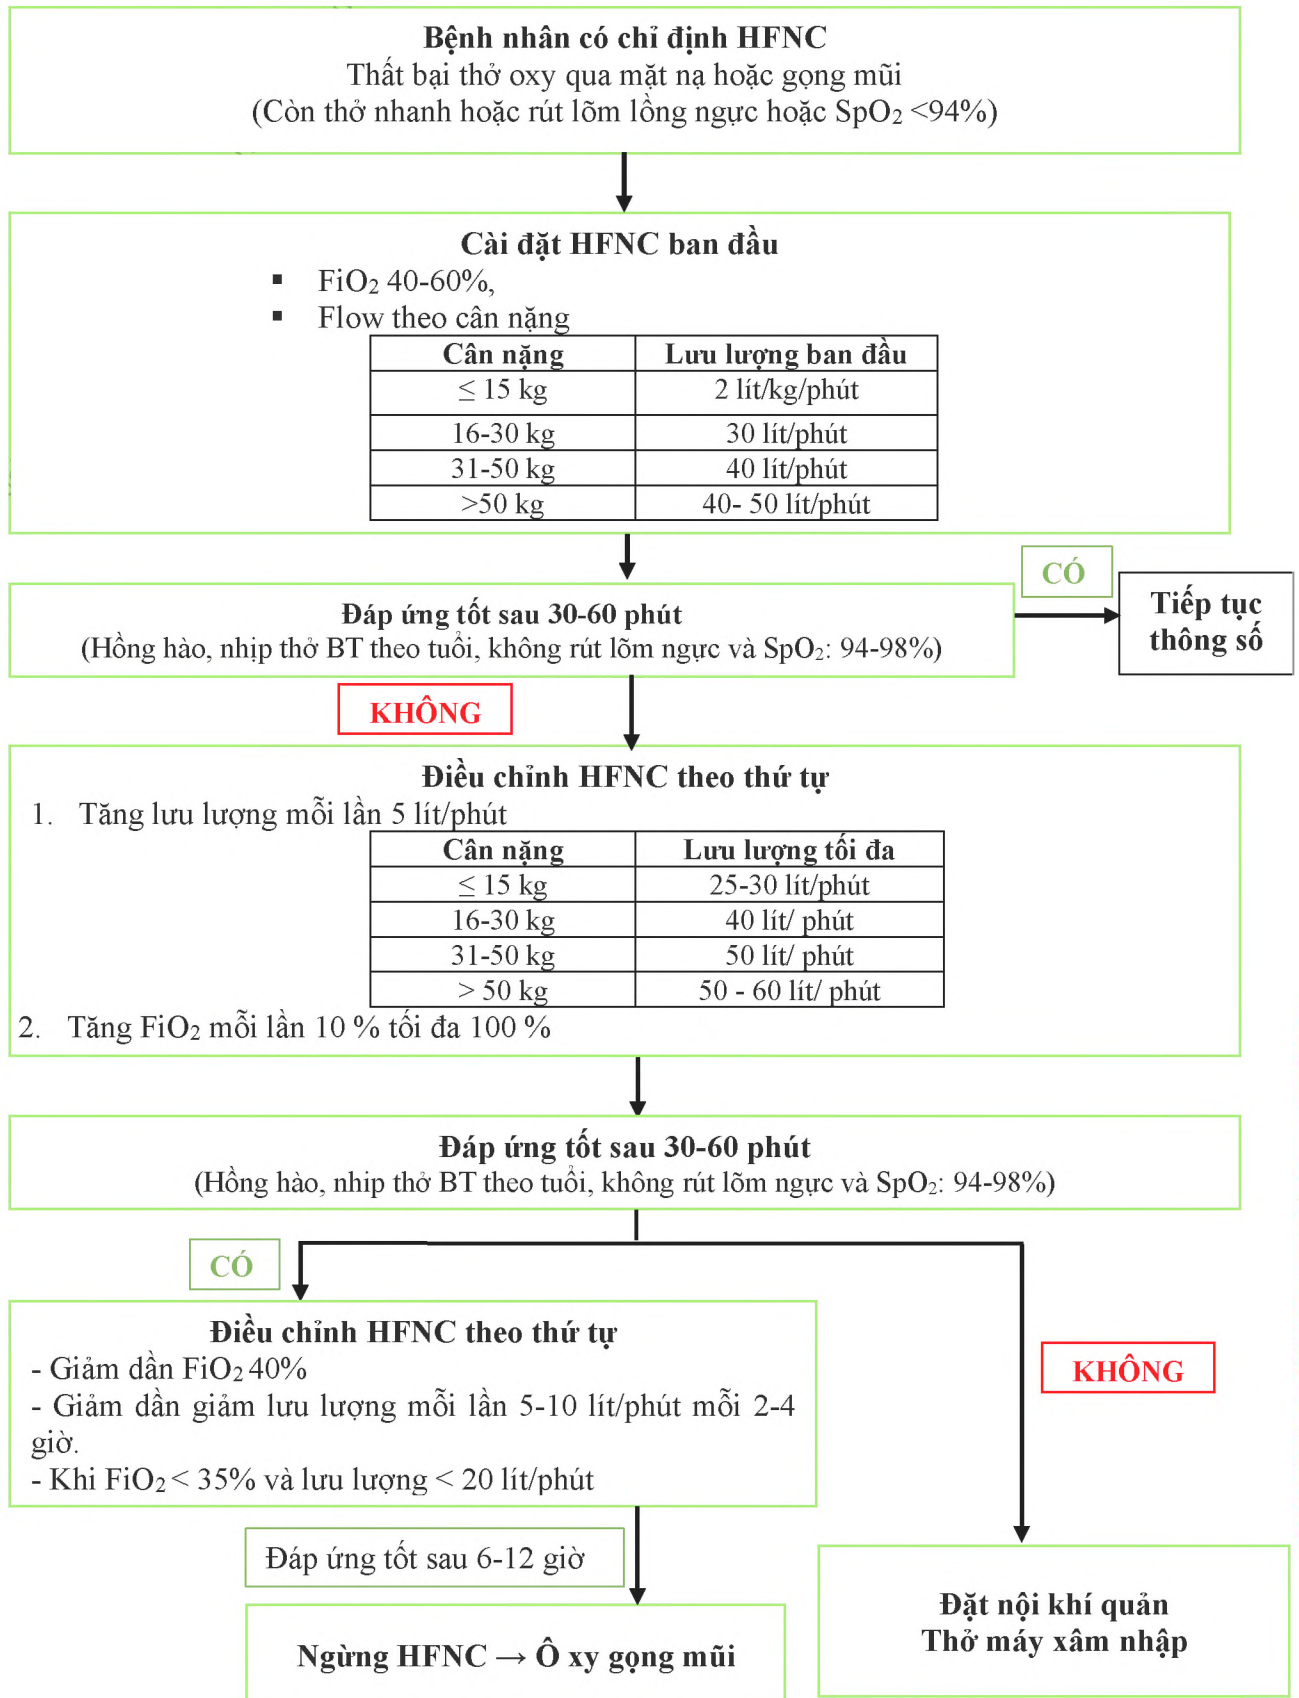 Bệnh nhân có chỉ định HFNC
Thất bại thở oxy qua mặt nạ hoặc gọng mũi
(Còn thở nhanh hoặc rút lõm lồng ngực hoặc SpO₂ <94%)
Cài đặt HFNC ban đầu
▪ FiO₂ 40-60%,
▪ Flow theo cân nặng
Cân nặng Lưu lượng ban đầu
≤ 15 kg 2 lít/kg/phút
16-30 kg 30 lít/phút
31-50 kg 40 lít/phút
>50 kg 40- 50 lít/phút
CÓ
Đáp ứng tốt sau 30-60 phút
(Hồng hào, nhịp thở BT theo tuổi, không rút lõm ngực và SpO₂: 94-98%)
Tiếp tục
thông số
KHÔNG
Điều chỉnh HFNC theo thứ tự
1. Tăng lưu lượng mỗi lần 5 lít/phút
Cân nặng Lưu lượng tối đa
≤ 15 kg 25-30 lít/phút
16-30 kg 40 lít/ phút
31-50 kg 50 lít/ phút
> 50 kg 50 - 60 lít/ phút
2. Tăng FiO₂ mỗi lần 10 % tối đa 100 %
Đáp ứng tốt sau 30-60 phút
(Hồng hào, nhip thở BT theo tuổi, không rút lõm ngực và SpO₂: 94-98%)
CÓ
Điều chỉnh HFNC theo thứ tự
- Giảm dần FiO₂ 40%
- Giảm dần giảm lưu lượng mỗi lần 5-10 lít/phút mỗi 2-4
giờ.
- Khi FiO₂ < 35% và lưu lượng < 20 lít/phút
KHÔNG
Đáp ứng tốt sau 6-12 giờ
Ngừng HFNC → Ô xy gọng mũi
Đặt nội khí quản
Thở máy xâm nhập